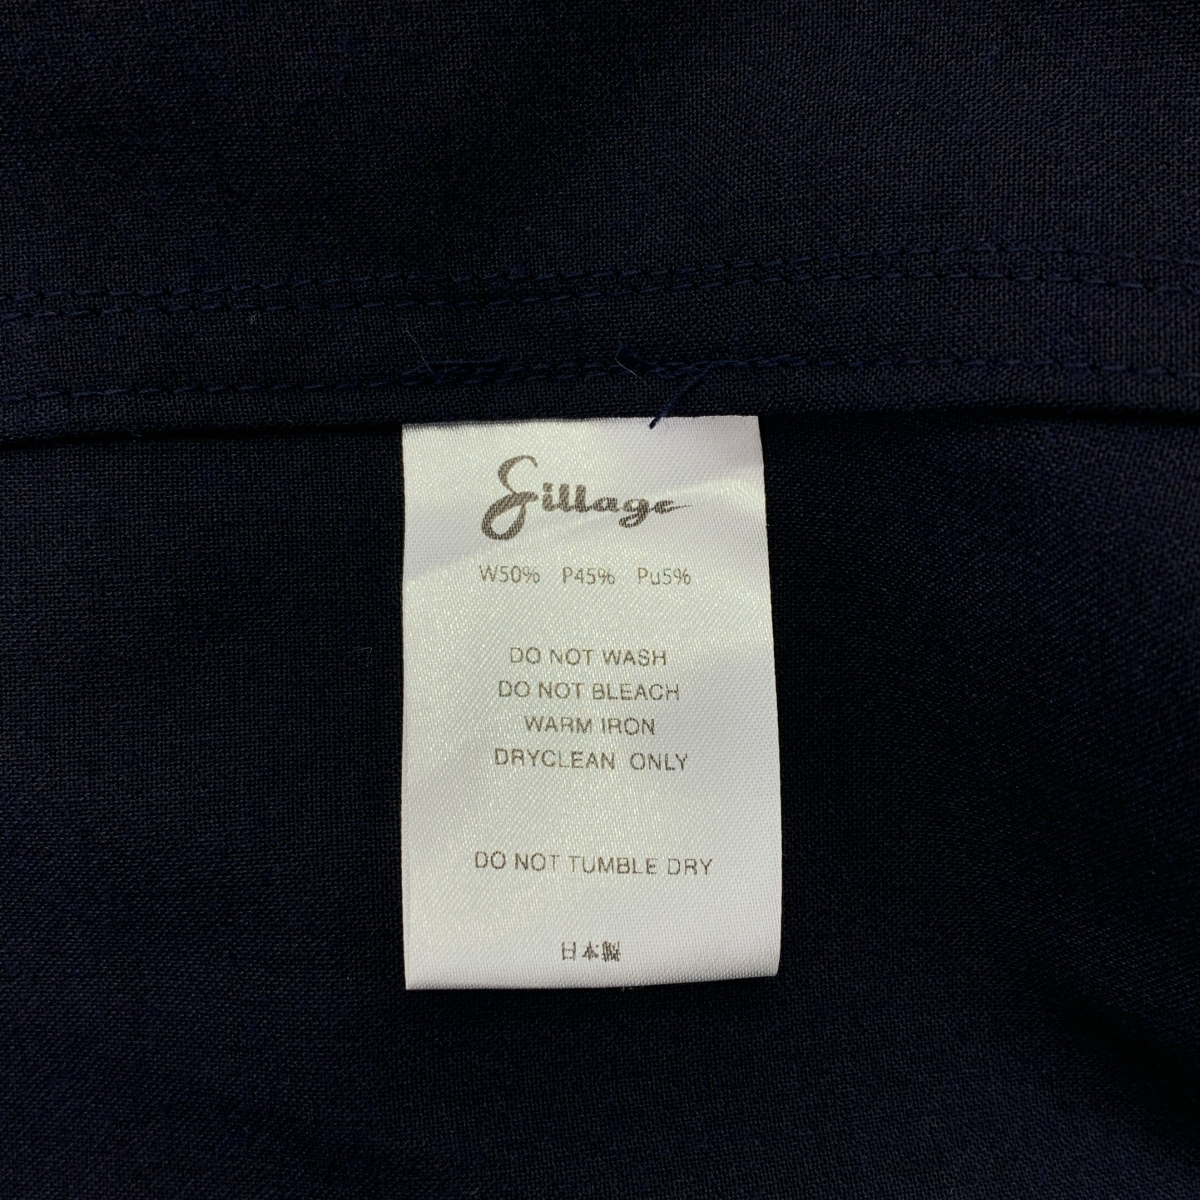 Sillage
W50% P45% Pu5%
DO NOT WASH
DO NOT BLEACH
WARM IRON
DRYCLEAN ONLY
DO NOT TUMBLE DRY
日本製